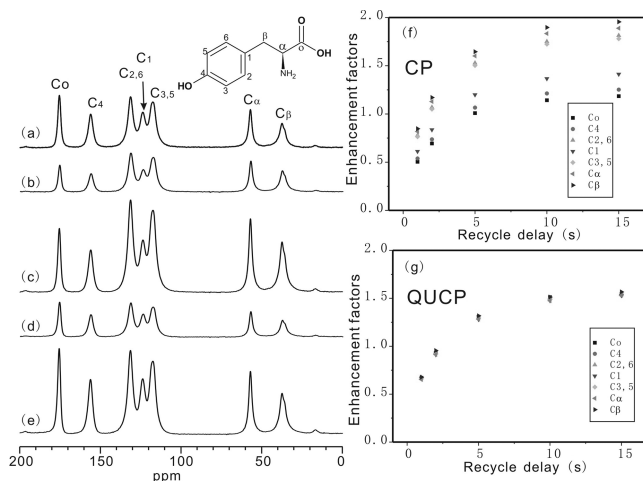 O
β
6
α
OH
5
1
C
o
4
2
NH2
HO
3
Co
C4
C2,6
C1
C3,5
Cα
Cβ
(a)
(b)
(c)
(d)
(e)
200 150 100 50 0
ppm
(f)
CP
Enhancement factors
2.0
1.5
1.0
0.5
0.0
Co
C4
C2,6
C1
C3,5
Cα
Cβ
0 5 10 15
Recycle delay (s)
(g)
QUCP
Enhancement factors
2.0
1.5
1.0
0.5
0.0
Co
C4
C2,6
C1
C3,5
Cα
Cβ
0 5 10 15
Recycle delay (s)